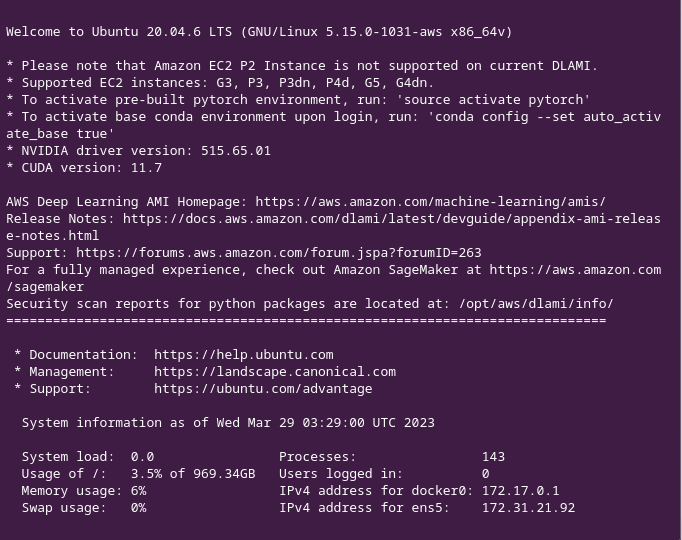 Welcome to Ubuntu 20.04.6 LTS (GNU/Linux 5.15.0-1031-aws x86_64v)
* Please note that Amazon EC2 P2 Instance is not supported on current DLAMI.
* Supported EC2 instances: G3, P3, P3dn, P4d, G5, G4dn.
* To activate pre-built pytorch environment, run: 'source activate pytorch'
* To activate base conda environment upon login, run: 'conda config --set auto_activ
ate_base true'
* NVIDIA driver version: 515.65.01
* CUDA version: 11.7
AWS Deep Learning AMI Homepage: https://aws.amazon.com/machine-learning/amis/
Release Notes: https://docs.aws.amazon.com/dlami/latest/devguide/appendix-ami-releas
e-notes.html
Support: https://forums.aws.amazon.com/forum.jspa?forumID=263
For a fully managed experience, check out Amazon SageMaker at https://aws.amazon.com
/sagemaker
Security scan reports for python packages are located at: /opt/aws/dlami/info/
=============================================================================
* Documentation:  https://help.ubuntu.com
* Management:     https://landscape.canonical.com
* Support:        https://ubuntu.com/advantage
System information as of Wed Mar 29 03:29:00 UTC 2023
System load:  0.0                Processes:                143
Usage of /:   3.5% of 969.34GB   Users logged in:          0
Memory usage: 6%                 IPv4 address for docker0: 172.17.0.1
Swap usage:   0%                 IPv4 address for ens5:    172.31.21.92